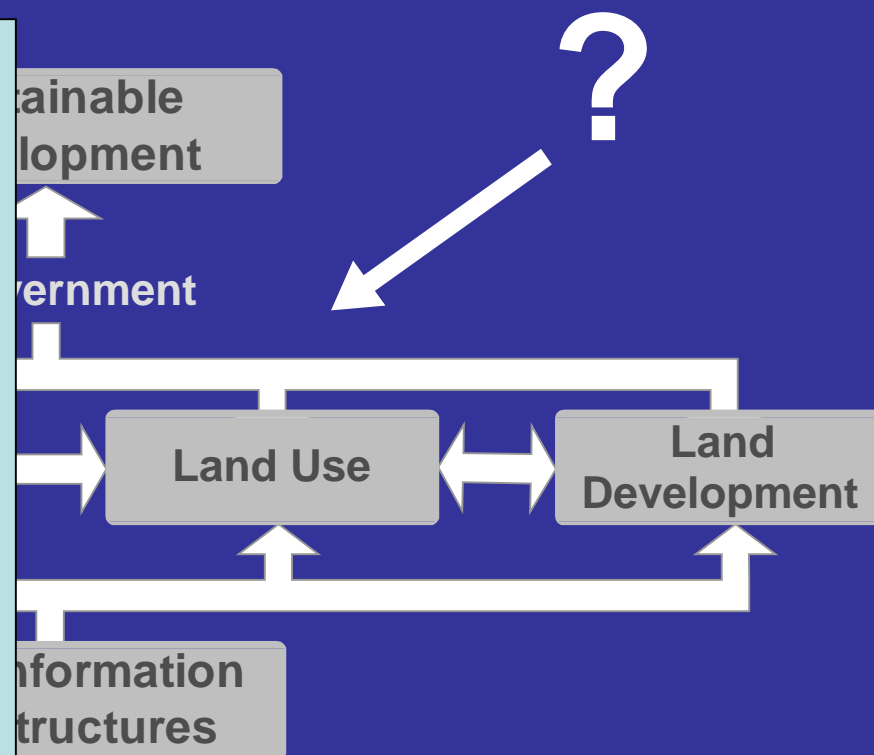 ?
tainable
lopment
vernment
Land Use
Land
Development
nformation
tructures